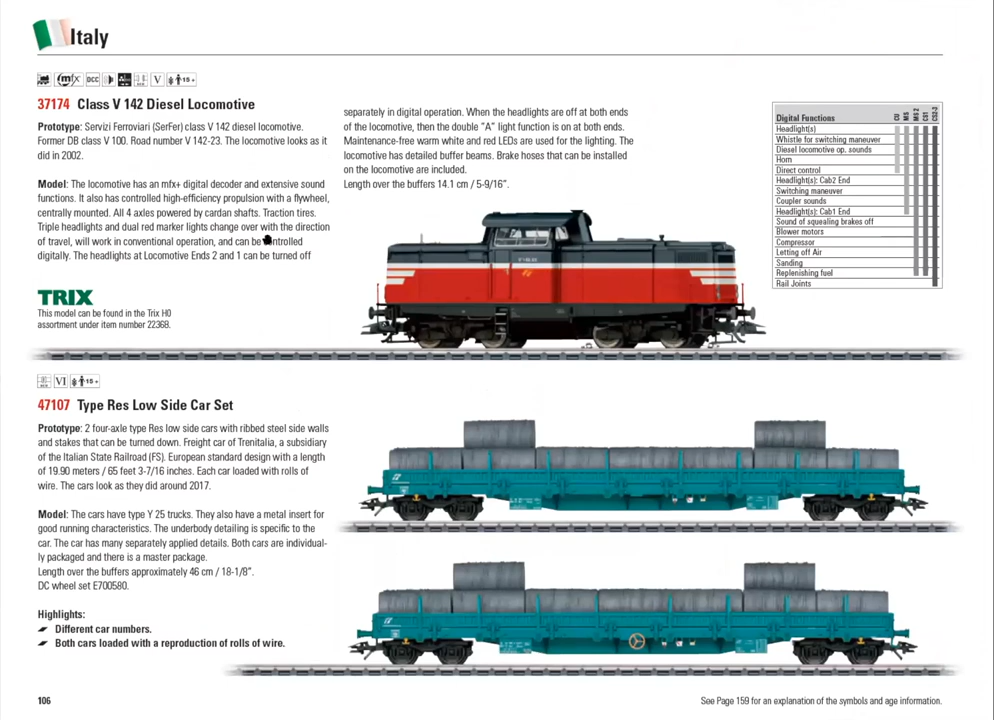 Italy
mfx DCC V 15 +
37174 Class V 142 Diesel Locomotive
Prototype: Servizi Ferroviari (SerFer) class V 142 diesel locomotive.
Former DB class V 100. Road number V 142-23. The locomotive looks as it
did in 2002.
Model: The locomotive has an mfx+ digital decoder and extensive sound
functions. It also has controlled high-efficiency propulsion with a flywheel,
centrally mounted. All 4 axles powered by cardan shafts. Traction tires.
Triple headlights and dual red marker lights change over with the direction
of travel, will work in conventional operation, and can be ntrolled
digitally. The headlights at Locomotive Ends 2 and 1 can be turned off
separately in digital operation. When the headlights are off at both ends
of the locomotive, then the double “A” light function is on at both ends.
Maintenance-free warm white and red LEDs are used for the lighting. The
locomotive has detailed buffer beams. Brake hoses that can be installed
on the locomotive are included.
Length over the buffers 14.1 cm / 5-9/16”.
Digital Functions CU MS MS 2 CS1 CS2-3
Headlight(s)
Whistle for switching maneuver
Diesel locomotive op. sounds
Horn
Direct control
Headlight(s): Cab2 End
Switching maneuver
Coupler sounds
Headlight(s): Cab1 End
Sound of squealing brakes off
Blower motors
Compressor
Letting off Air
Sanding
Replenishing fuel
Rail Joints
TRIX
This model can be found in the Trix H0
assortment under item number 22368.
VI 15 +
47107 Type Res Low Side Car Set
Prototype: 2 four-axle type Res low side cars with ribbed steel side walls
and stakes that can be turned down. Freight car of Trenitalia, a subsidiary
of the Italian State Railroad (FS). European standard design with a length
of 19.90 meters / 65 feet 3-7/16 inches. Each car loaded with rolls of
wire. The cars look as they did around 2017.
Model: The cars have type Y 25 trucks. They also have a metal insert for
good running characteristics. The underbody detailing is specific to the
car. The car has many separately applied details. Both cars are individual-
ly packaged and there is a master package.
Length over the buffers approximately 46 cm / 18-1/8”.
DC wheel set E700580.
Highlights:
Different car numbers.
Both cars loaded with a reproduction of rolls of wire.
106
See Page 159 for an explanation of the symbols and age information.